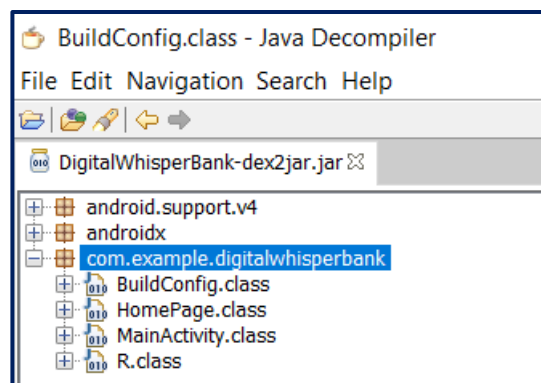 BuildConfig.class - Java Decompiler
File Edit Navigation Search Help
DigitalWhisperBank-dex2jar.jar
android.support.v4
androidx
com.example.digitalwhisperbank
BuildConfig.class
HomePage.class
MainActivity.class
R.class